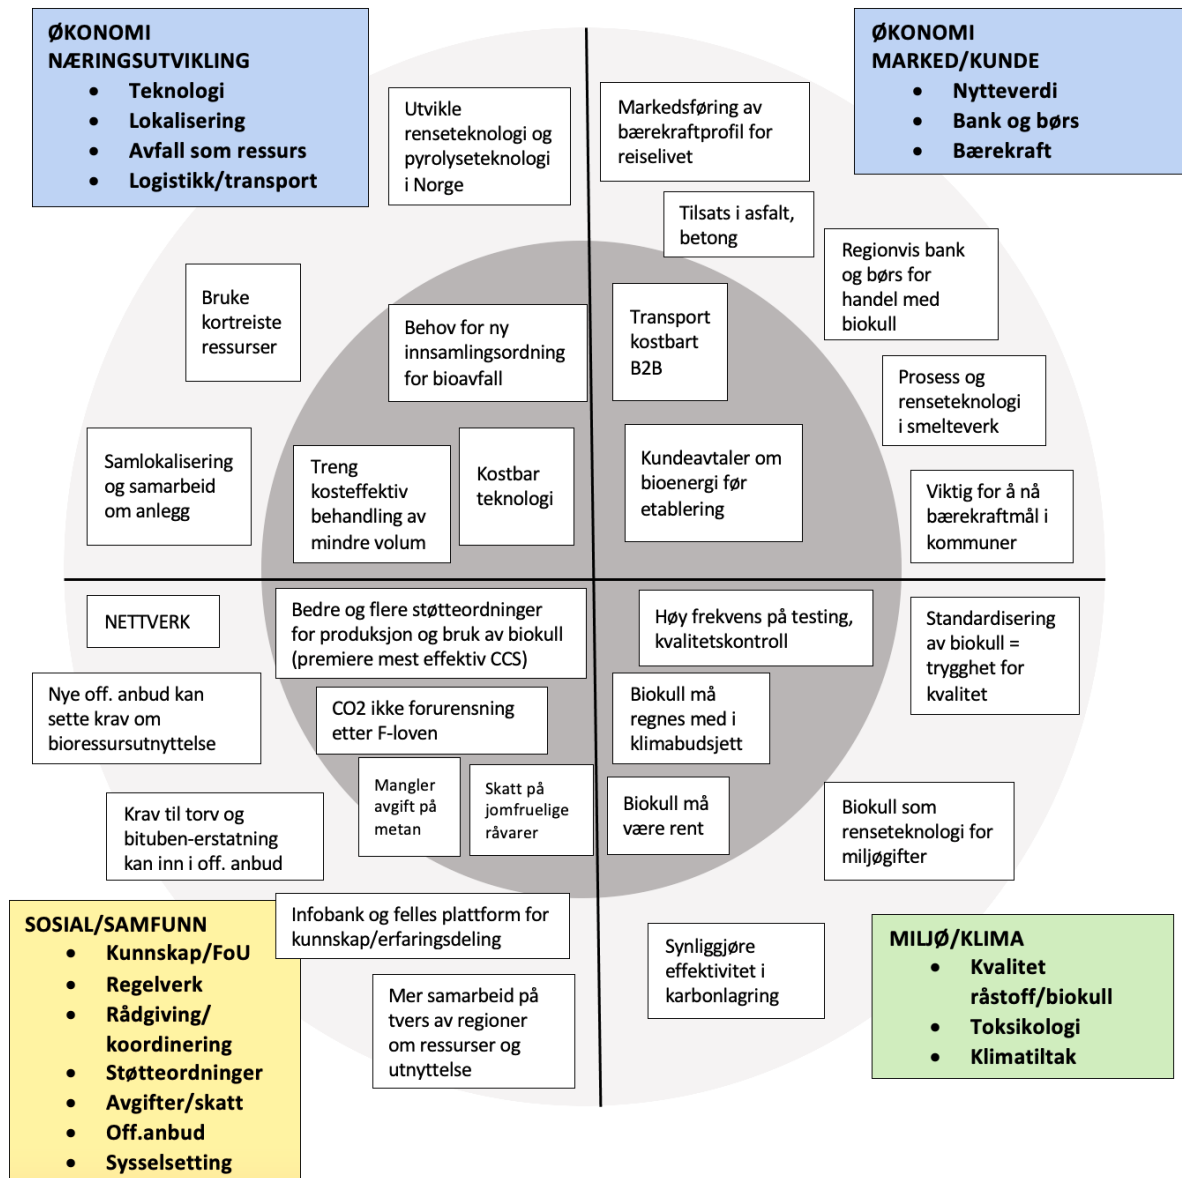 ØKONOMI
NÆRINGSUTVIKLING
• Teknologi
• Lokalisering
• Avfall som ressurs
• Logistikk/transport
ØKONOMI
MARKED/KUNDE
• Nytteverdi
• Bank og børs
• Bærekraft
Utvikle
renseteknologi og
pyrolyseteknologi
i Norge
Markedsføring av
bærekraftprofil for
reiselivet
Tilsats i asfalt,
betong
Regionvis bank
og børs for
handel med
biokull
Bruke
kortreiste
ressurser
Behov for ny
innsamlingsordning
for bioavfall
Transport
kostbart
B2B
Prosess og
renseteknologi
i smelteverk
Samlokalisering
og samarbeid
om anlegg
Treng
kosteffektiv
behandling av
mindre volum
Kostbar
teknologi
Kundeavtaler om
bioenergi før
etablering
Viktig for å nå
bærekraftmål i
kommuner
NETTVERK
Bedre og flere støtteordninger
for produksjon og bruk av biokull
(premiere mest effektiv CCS)
Høy frekvens på testing,
kvalitetskontroll
Standardisering
av biokull =
trygghet for
kvalitet
Nye off. anbud kan
sette krav om
bioressursutnyttelse
CO2 ikke forurensning
etter F-loven
Biokull må
regnes med i
klimabudsjett
Mangler
avgift på
metan
Skatt på
jomfruelige
råvarer
Biokull må
være rent
Krav til torv og
bituben-erstatning
kan inn i off. anbud
Biokull som
renseteknologi for
miljøgifter
Infobank og felles plattform for
kunnskap/erfaringsdeling
Synliggjøre
effektivitet i
karbonlagring
Mer samarbeid på
tvers av regioner
om ressurser og
utnyttelse
SOSIAL/SAMFUNN
• Kunnskap/FoU
• Regelverk
• Rådgiving/
koordinering
• Støtteordninger
• Avgifter/skatt
• Off.anbud
• Sysselsetting
MILJØ/KLIMA
• Kvalitet
råstoff/biokull
• Toksikologi
• Klimatiltak